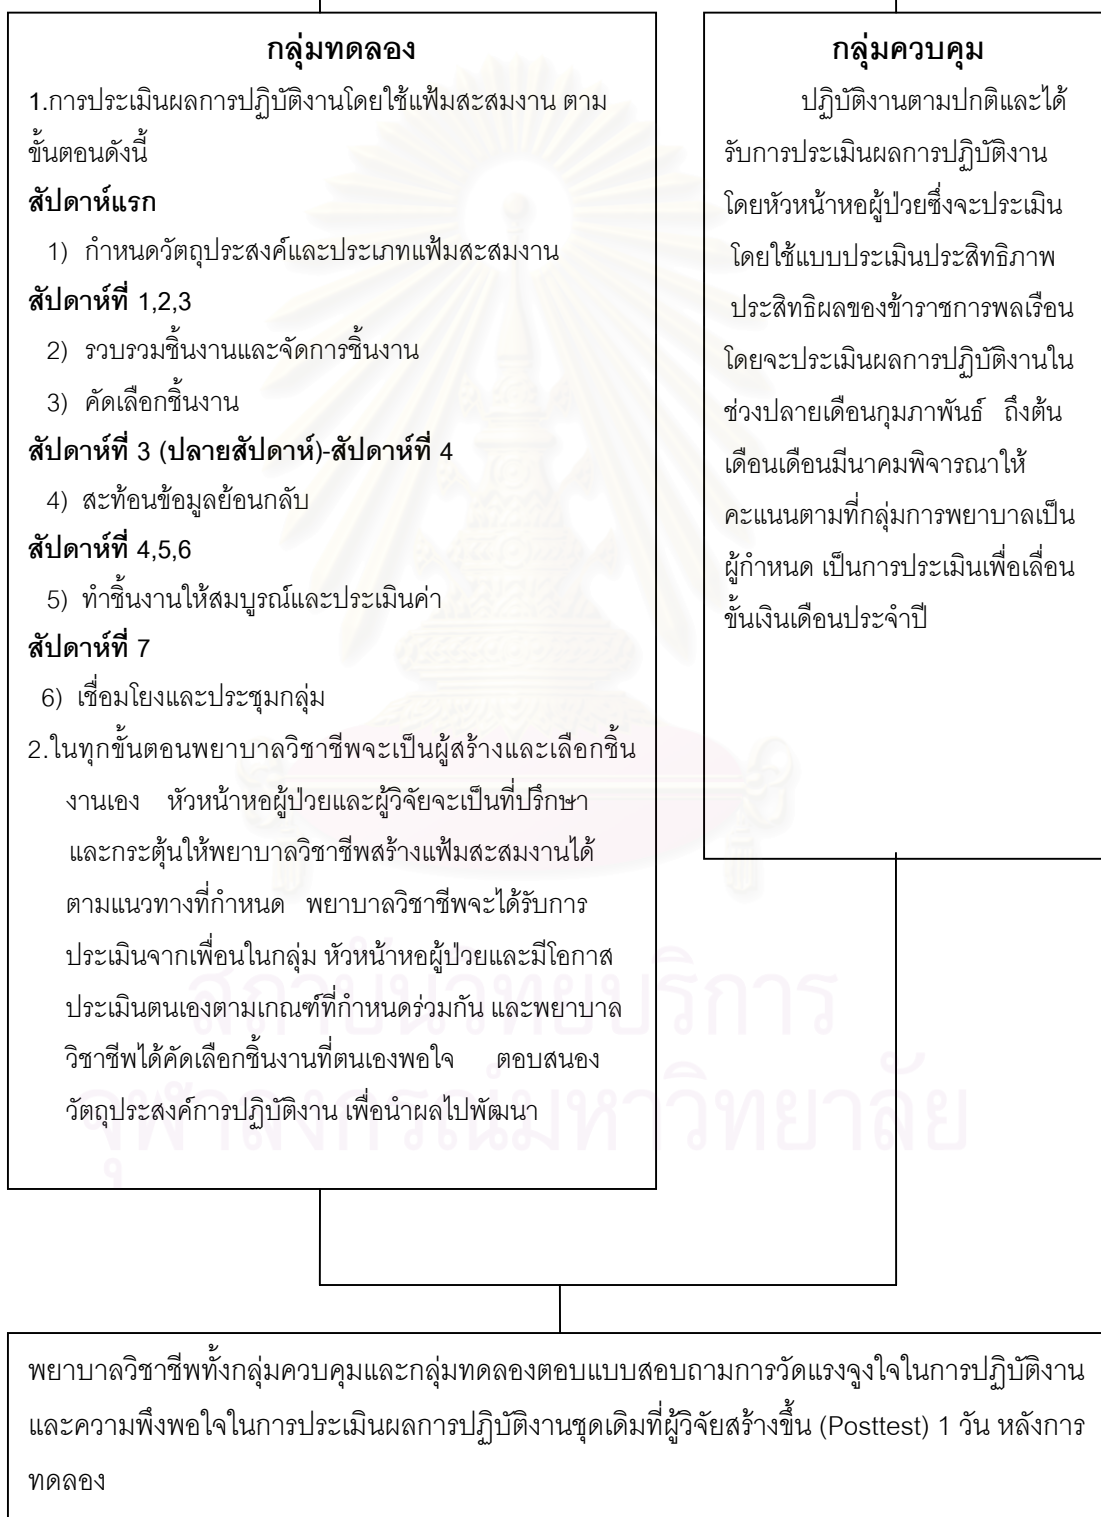 กลุ่มทดลอง
1.การประเมินผลการปฏิบัติงานโดยใช้แฟ้มสะสมงาน ตาม
ขั้นตอนดังนี้
สัปดาห์แรก
1) กำหนดวัตถุประสงค์และประเภทแฟ้มสะสมงาน
สัปดาห์ที่ 1,2,3
2) รวบรวมชิ้นงานและจัดการชิ้นงาน
3) คัดเลือกชิ้นงาน
สัปดาห์ที่ 3 (ปลายสัปดาห์)-สัปดาห์ที่ 4
4) สะท้อนข้อมูลย้อนกลับ
สัปดาห์ที่ 4,5,6
5) ทำชิ้นงานให้สมบูรณ์และประเมินค่า
สัปดาห์ที่ 7
6) เชื่อมโยงและประชุมกลุ่ม
2.ในทุกขั้นตอนพยาบาลวิชาชีพจะเป็นผู้สร้างและเลือกชิ้น
งานเอง หัวหน้าหอผู้ป่วยและผู้วิจัยจะเป็นที่ปรึกษา
และกระตุ้นให้พยาบาลวิชาชีพสร้างแฟ้มสะสมงานได้
ตามแนวทางที่กำหนด พยาบาลวิชาชีพจะได้รับการ
ประเมินจากเพื่อนในกลุ่ม หัวหน้าหอผู้ป่วยและมีโอกาส
ประเมินตนเองตามเกณฑ์ที่กำหนดร่วมกัน และพยาบาล
วิชาชีพได้คัดเลือกชิ้นงานที่ตนเองพอใจ ตอบสนอง
วัตถุประสงค์การปฏิบัติงาน เพื่อนำผลไปพัฒนา
กลุ่มควบคุม
ปฏิบัติงานตามปกติและได้
รับการประเมินผลการปฏิบัติงาน
โดยหัวหน้าหอผู้ป่วยซึ่งจะประเมิน
โดยใช้แบบประเมินประสิทธิภาพ
ประสิทธิผลของข้าราชการพลเรือน
โดยจะประเมินผลการปฏิบัติงานใน
ช่วงปลายเดือนกุมภาพันธ์ ถึงต้น
เดือนเดือนมีนาคมพิจารณาให้
คะแนนตามที่กลุ่มการพยาบาลเป็น
ผู้กำหนด เป็นการประเมินเพื่อเลื่อน
ขั้นเงินเดือนประจำปี
สถาบันวิทยบริการ
จุฬาลงกรณ์มหาวิทยาลัย
พยาบาลวิชาชีพทั้งกลุ่มควบคุมและกลุ่มทดลองตอบแบบสอบถามการวัดแรงจูงใจในการปฏิบัติงาน
และความพึงพอใจในการประเมินผลการปฏิบัติงานชุดเดิมที่ผู้วิจัยสร้างขึ้น (Posttest) 1 วัน หลังการ
ทดลอง